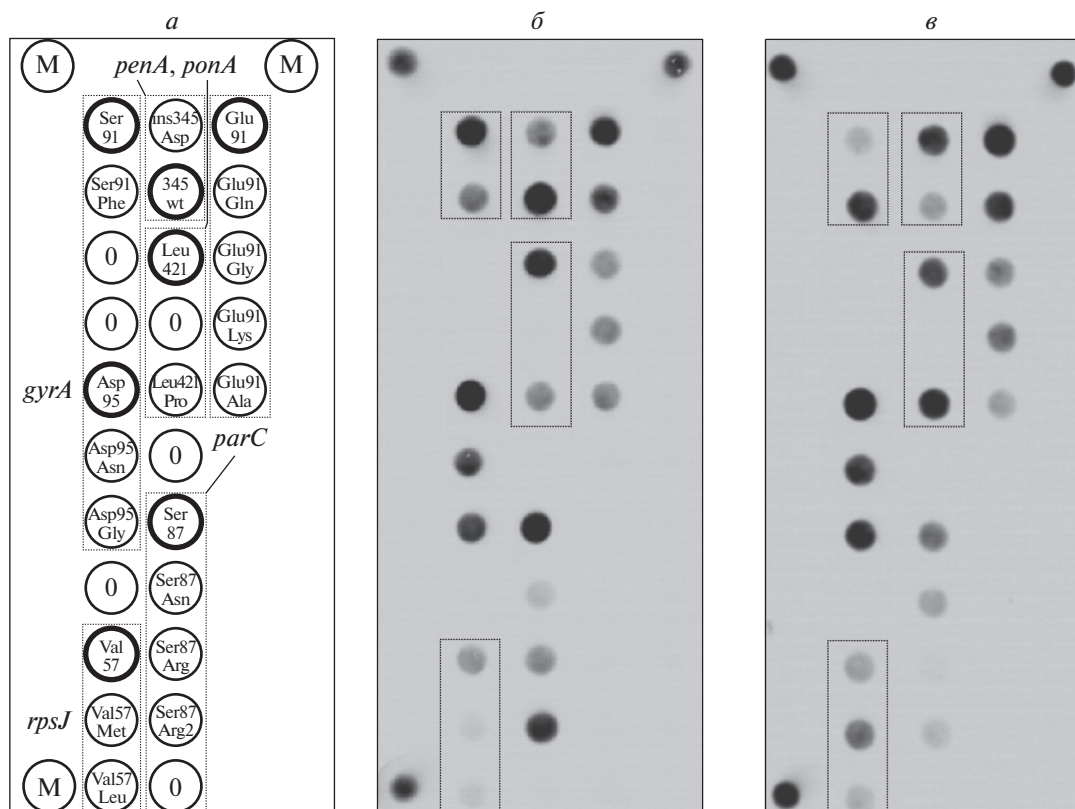 а
б
в
M
penA, ponA
M
Ser
91
ins345
Asp
Glu
91
Ser91
Phe
345
wt
Glu91
Gln
0
Leu
421
Glu91
Gly
0
0
Glu91
Lys
gyrA
Asp
95
Leu421
Pro
Glu91
Ala
Asp95
Asn
0
parC
Asp95
Gly
Ser
87
0
Ser87
Asn
Val
57
Ser87
Arg
rpsJ
Val57
Met
Ser87
Arg2
M
Val57
Leu
0